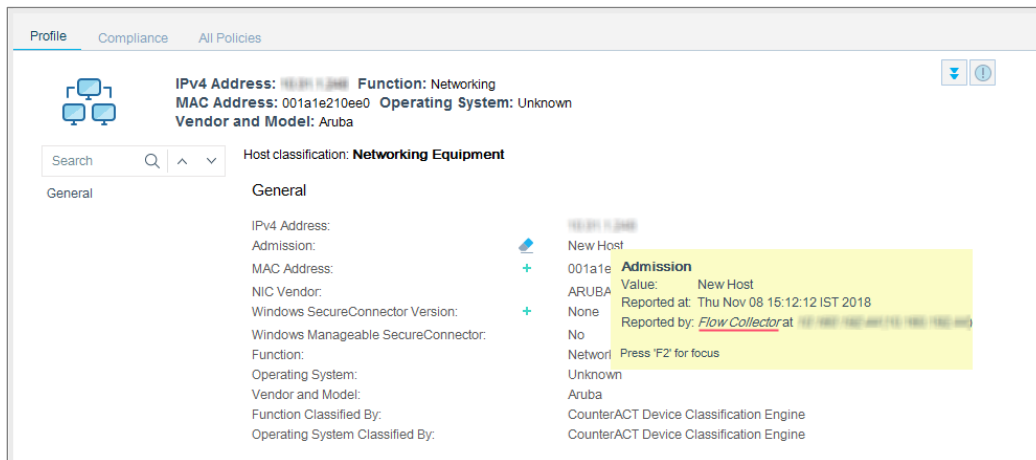 Profile Compliance All Policies
IPv4 Address: Function: Networking
MAC Address: 001a1e210ee0 Operating System: Unknown
Vendor and Model: Aruba
Search
General
Host classification: Networking Equipment
General
IPv4 Address:
Admission: New Host
MAC Address: 001a1e
NIC Vendor: ARUBA
Windows SecureConnector Version: None
Windows Manageable SecureConnector: No
Function: Networ
Operating System: Unknown
Vendor and Model: Aruba
Function Classified By: CounterACT Device Classification Engine
Operating System Classified By: CounterACT Device Classification Engine
Admission
Value: New Host
Reported at: Thu Nov 08 15:12:12 IST 2018
Reported by: Flow Collector at
Press 'F2' for focus